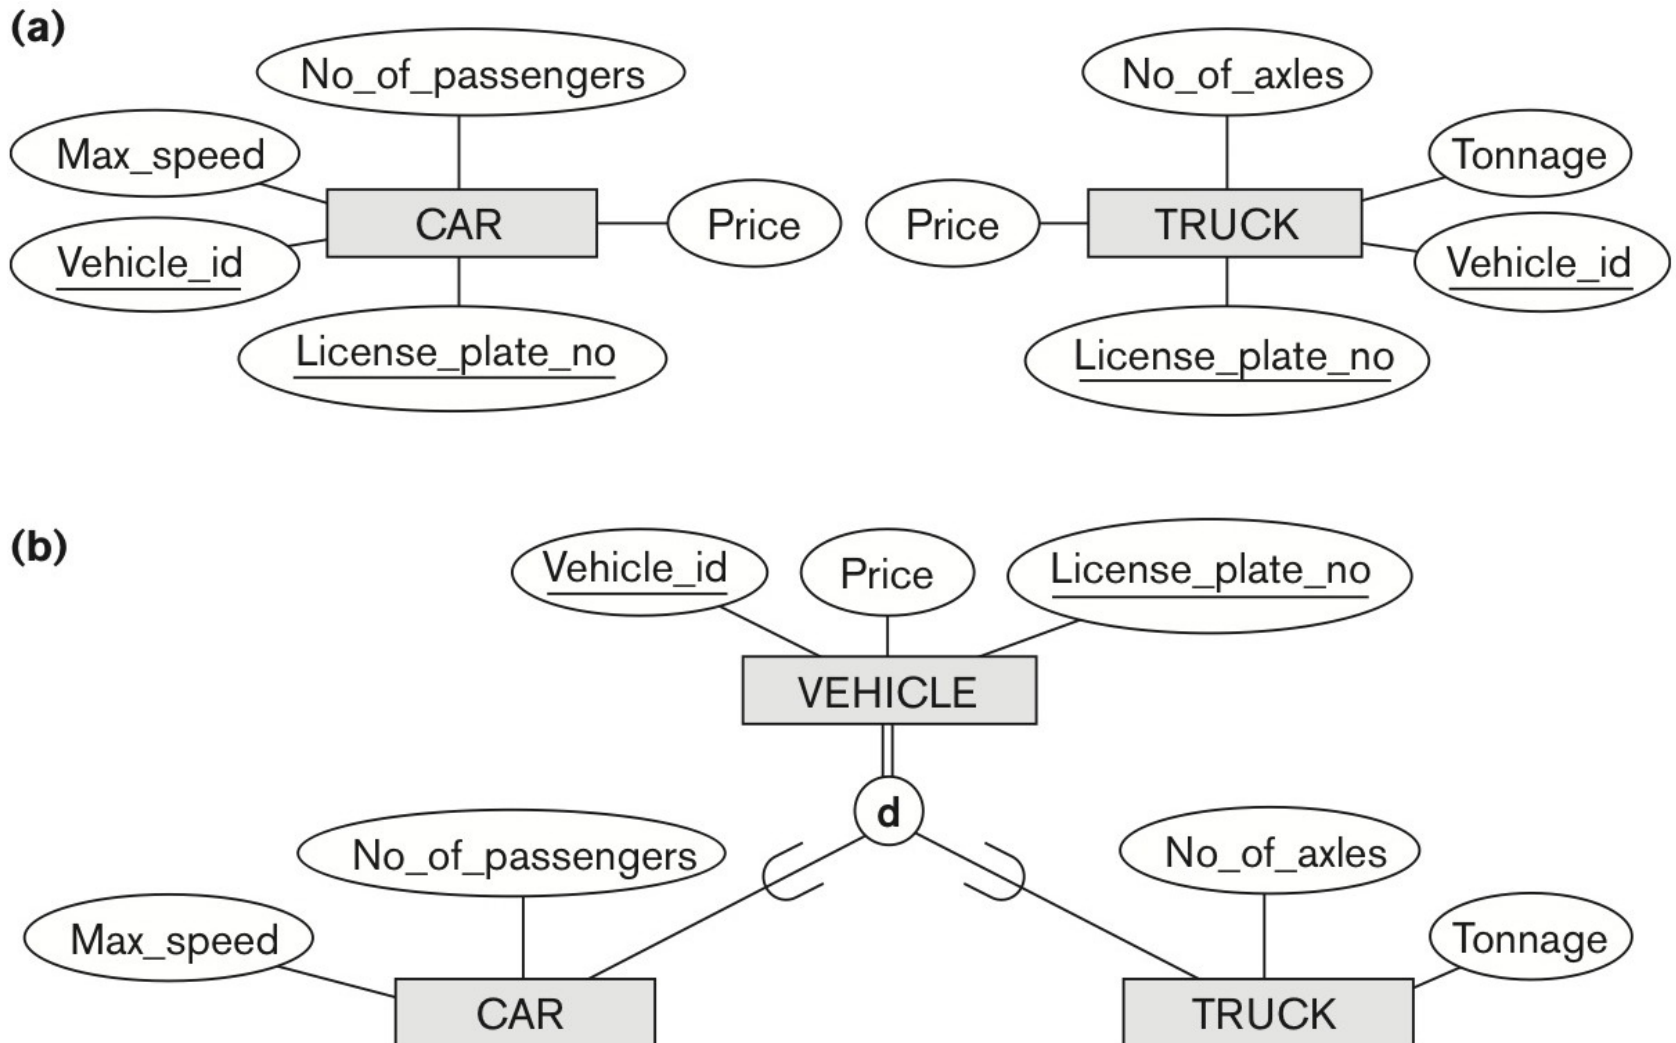 (a)
No_of_passengers
No_of_axles
Max_speed
Tonnage
CAR
Price
Price
TRUCK
Vehicle_id
Vehicle_id
License_plate_no
License_plate_no
(b)
Vehicle_id
Price
License_plate_no
VEHICLE
d
No_of_passengers
No_of_axles
Max_speed
Tonnage
CAR
TRUCK